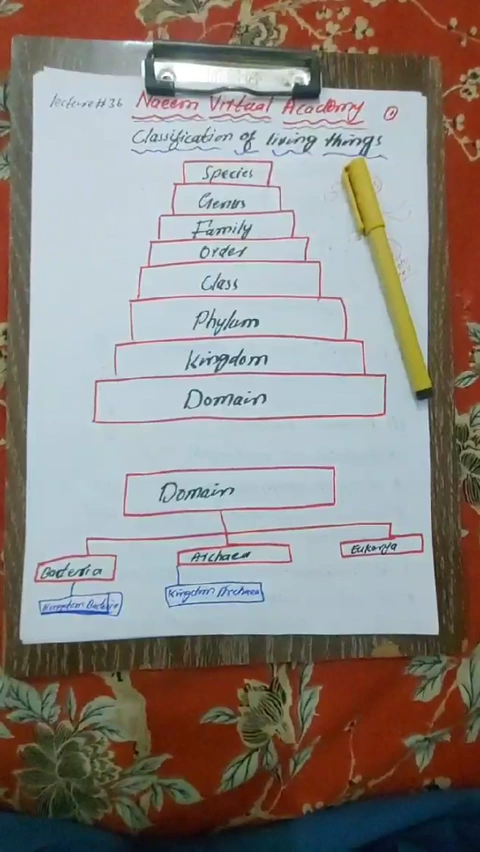 lecture#36 Naeem Virtual Academy
Classification of living things
Species
Genus
Family
Order
Class
Phylum
Kingdom
Domain
Domain
Bacteria Archaea Eukarya
Kingdom Bacteria Kingdom Archaea